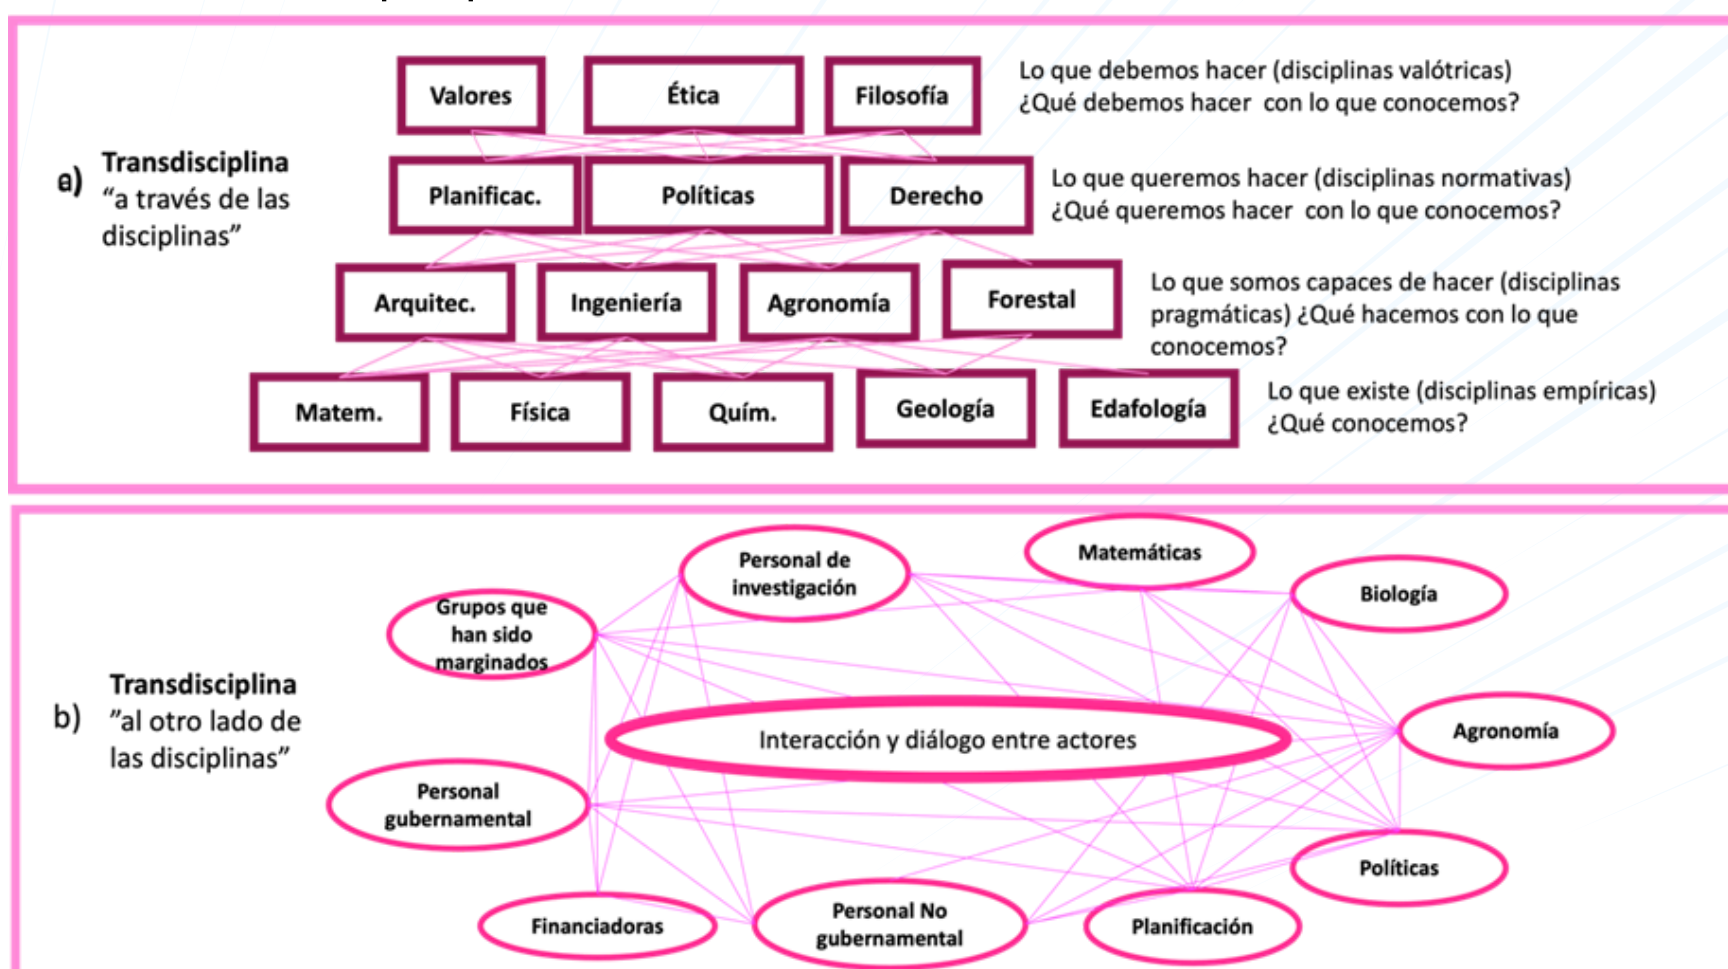 Valores
Ética
Filosofía
Lo que debemos hacer (disciplinas valótricas)
¿Qué debemos hacer con lo que conocemos?
a)
Transdisciplina
“a través de las
disciplinas”
Planificac.
Políticas
Derecho
Lo que queremos hacer (disciplinas normativas)
¿Qué queremos hacer con lo que conocemos?
Arquitec.
Ingeniería
Agronomía
Forestal
Lo que somos capaces de hacer (disciplinas
pragmáticas) ¿Qué hacemos con lo que
conocemos?
Matem.
Física
Quím.
Geología
Edafología
Lo que existe (disciplinas empíricas)
¿Qué conocemos?
b)
Transdisciplina
”al otro lado de
las disciplinas”
Grupos que
han sido
marginados
Personal de
investigación
Matemáticas
Biología
Interacción y diálogo entre actores
Agronomía
Personal
gubernamental
Políticas
Financiadoras
Personal No
gubernamental
Planificación